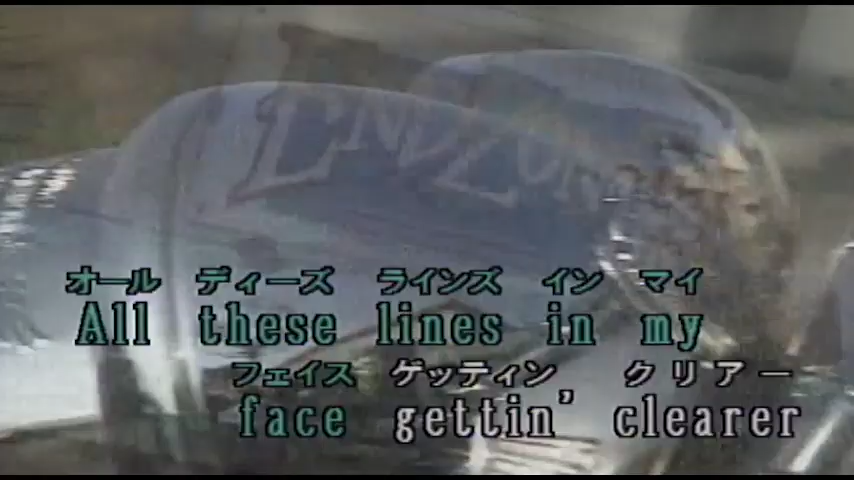 ENDZON
オール ディーズ ラインズ イン マイ
All these lines in my
フェイス ゲッティン クリアー
face gettin' clearer